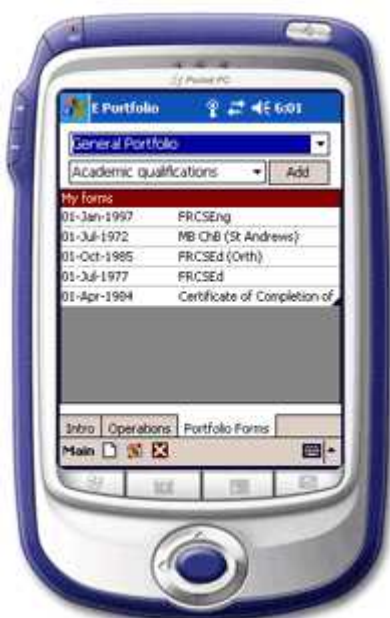 Pocket PC
E Portfolio 6:01
General Portfolio
Academic qualifications Add
My forms
01-Jan-1997 FRCSEng
01-Jul-1972 MB ChB (St Andrews)
01-Oct-1985 FRCSEd (Orth)
01-Jul-1977 FRCSEd
01-Apr-1984 Certificate of Completion of
Intro Operations Portfolio Forms
Main